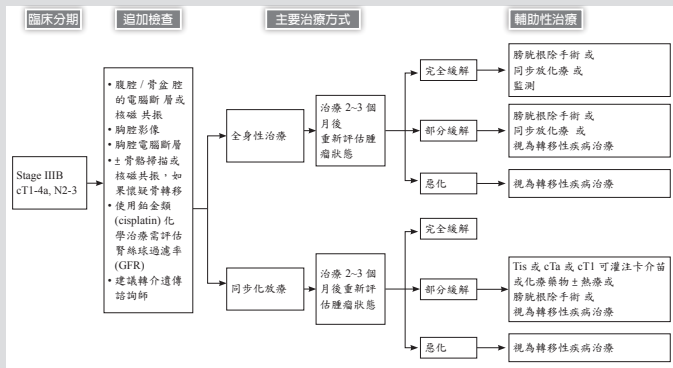 臨床分期
追加檢查
主要治療方式
輔助性治療
Stage IIIB
cT1-4a, N2-3
• 腹腔 / 骨盆 腔
的電腦斷 層或
核磁 共振
• 胸腔影像
• 胸腔電腦斷層
• ± 骨骼掃描或
核磁共振，如
果懷疑骨轉移
• 使用鉑金類
(cisplatin) 化
學治療需評估
腎絲球過濾率
(GFR)
• 建議轉介遺傳
諮詢師
全身性治療
治療 2~3 個
月後
重新評估腫
瘤狀態
完全緩解
膀胱根除手術 或
同步放化療 或
監測
部分緩解
膀胱根除手術 或
同步放化療 或
視為轉移性疾病治療
惡化
視為轉移性疾病治療
同步化放療
治療 2~3 個
月後重新評
估腫瘤狀態
完全緩解
部分緩解
Tis 或 cTa 或 cT1 可灌注卡介苗
或化療藥物 ± 熱療或
膀胱根除手術 或
視為轉移性疾病治療
惡化
視為轉移性疾病治療